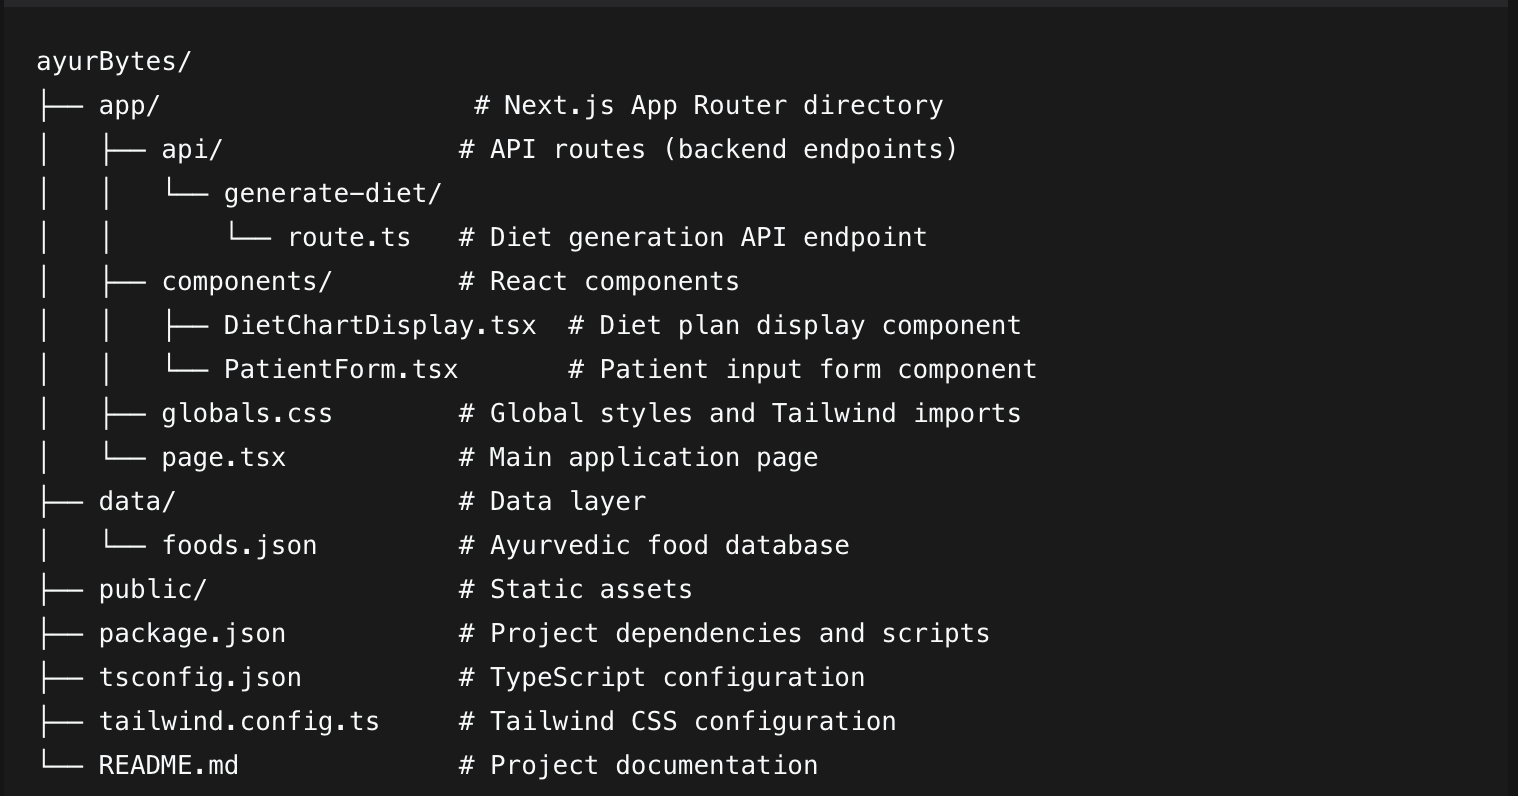 ayurBytes/
├── app/                        # Next.js App Router directory
│   ├── api/               # API routes (backend endpoints)
│   │   └── generate-diet/
│   │       └── route.ts   # Diet generation API endpoint
│   ├── components/        # React components
│   │   ├── DietChartDisplay.tsx  # Diet plan display component
│   │   └── PatientForm.tsx       # Patient input form component
│   ├── globals.css        # Global styles and Tailwind imports
│   └── page.tsx           # Main application page
├── data/                  # Data layer
│   └── foods.json         # Ayurvedic food database
├── public/                # Static assets
├── package.json           # Project dependencies and scripts
├── tsconfig.json          # TypeScript configuration
├── tailwind.config.ts     # Tailwind CSS configuration
└── README.md              # Project documentation